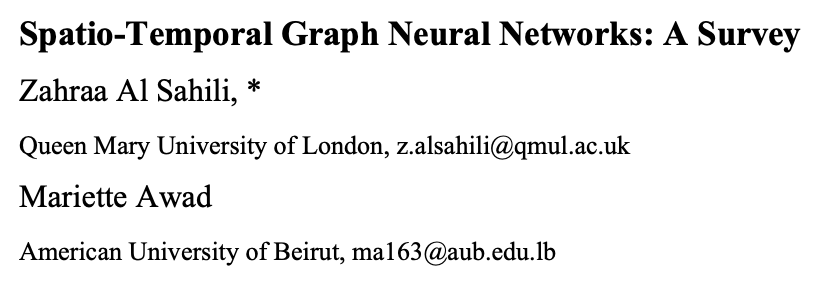 Spatio-Temporal Graph Neural Networks: A Survey
Zahraa Al Sahili, *
Queen Mary University of London, z.alsahili@qmul.ac.uk
Mariette Awad
American University of Beirut, ma163@aub.edu.lb